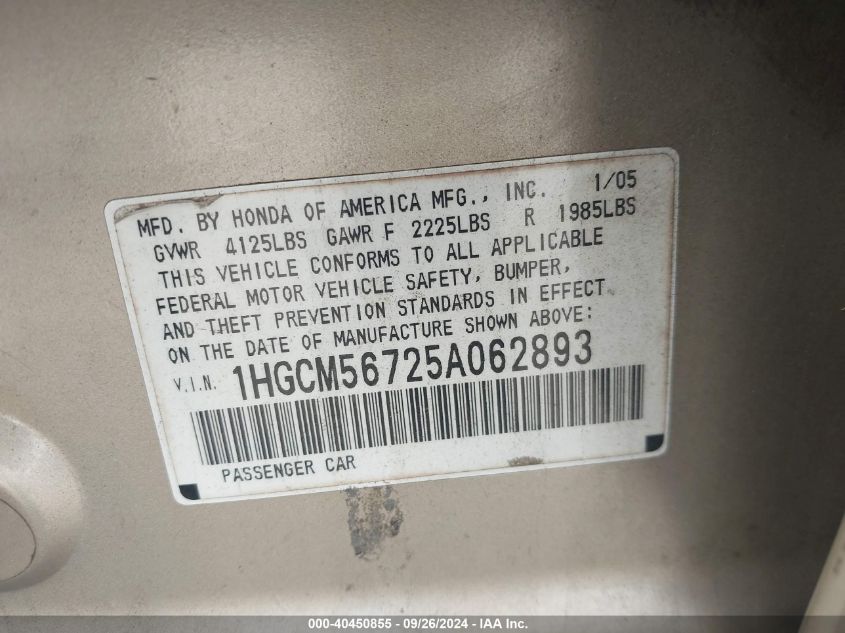 MFD. BY HONDA OF AMERICA MFG., INC. 1/05
GVWR 4125LBS GAWR F 2225LBS R 1985LBS
THIS VEHICLE CONFORMS TO ALL APPLICABLE
FEDERAL MOTOR VEHICLE SAFETY, BUMPER,
AND THEFT PREVENTION STANDARDS IN EFFECT
ON THE DATE OF MANUFACTURE SHOWN ABOVE:
V.I.N. 1HGCM56725A062893
PASSENGER CAR
000-40450855 - 09/26/2024 - IAA Inc.